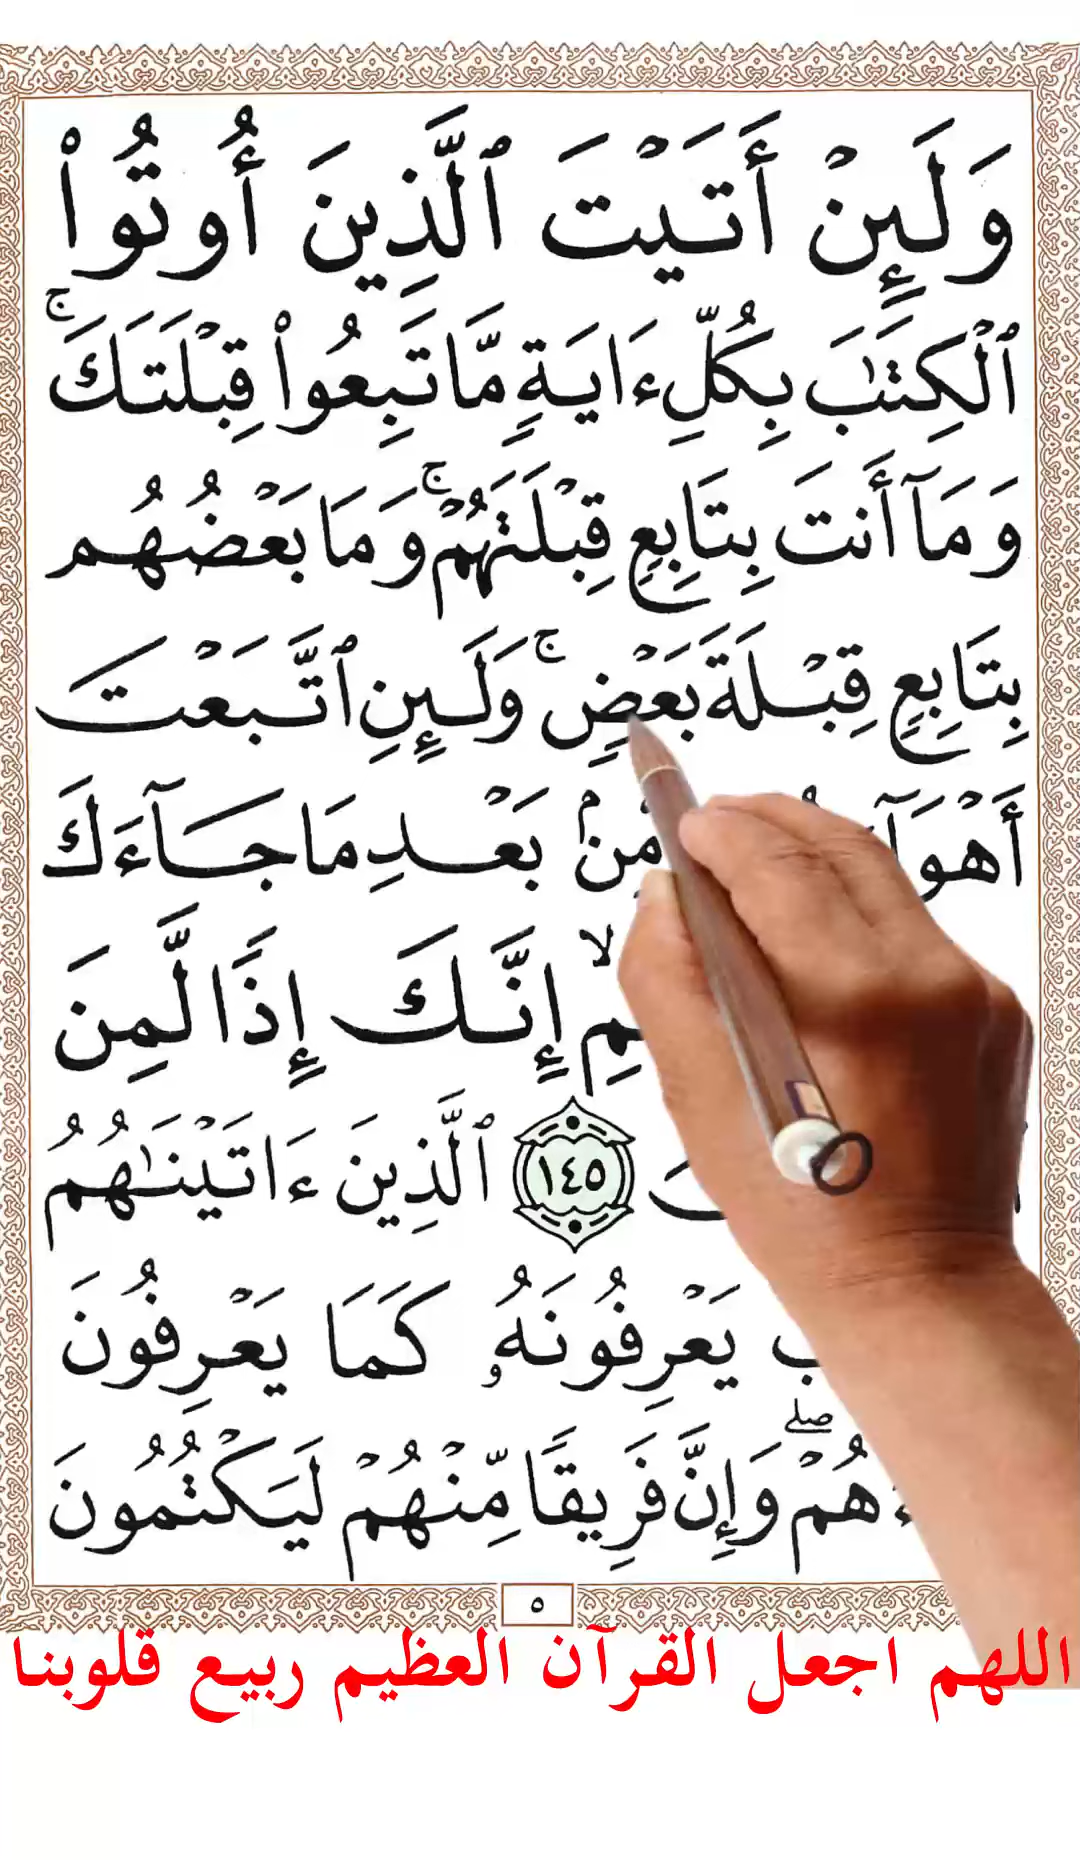 وَلَئِنْ أَتَيْتَ ٱلَّذِينَ أُوتُوا۟
ٱلْكِتَٰبَ بِكُلِّ ءَايَةٍ مَّا تَبِعُوا۟ قِبْلَتَكَ ۚ
وَمَآ أَنتَ بِتَابِعٍ قِبْلَتَهُمْ ۚ وَمَا بَعْضُهُم
بِتَابِعٍ قِبْلَةَ بَعْضٍ ۚ وَلَئِنِ ٱتَّبَعْتَ
مِنۢ بَعْدِ مَا جَآءَكَ
إِنَّكَ إِذًا لَّمِنَ
١٤٥ ٱلَّذِينَ ءَاتَيْنَٰهُمُ
يَعْرِفُونَهُۥ كَمَا يَعْرِفُونَ
هُمْ ۖ وَإِنَّ فَرِيقًا مِّنْهُمْ لَيَكْتُمُونَ
٥
اللهم اجعل القرآن العظيم ربيع قلوبنا